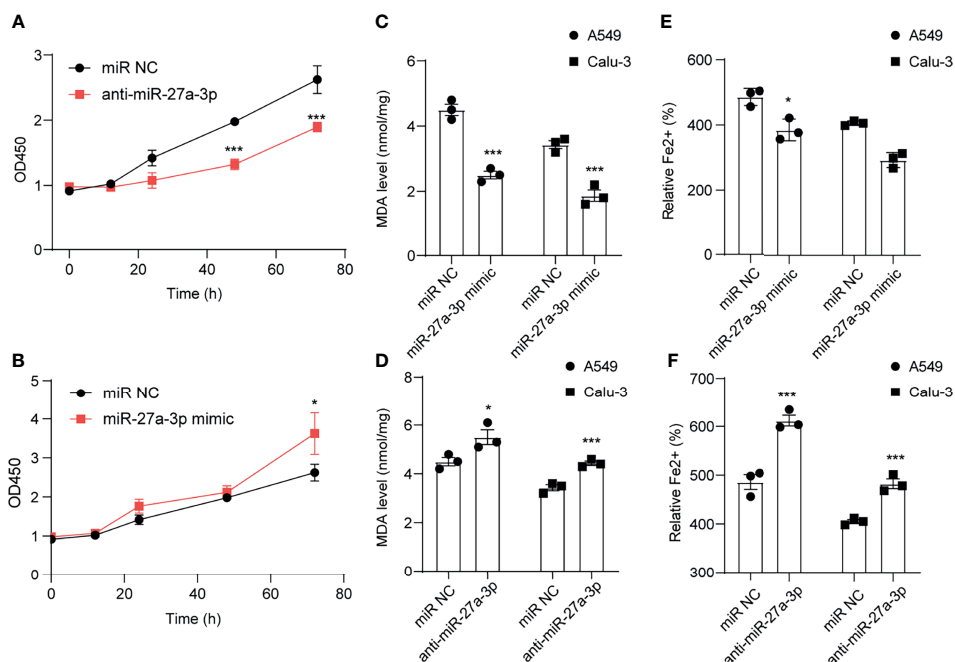 A
miR NC
anti-miR-27a-3p
OD450
3
2
1
0
***
***
0 20 40 60 80
Time (h)
B
miR NC
miR-27a-3p mimic
OD450
5
4
3
2
1
0
*
0 20 40 60 80
Time (h)
C
A549
Calu-3
MDA level (nmol/mg)
6
4
2
0
***
***
miR NC
miR-27a-3p mimic
miR NC
miR-27a-3p mimic
D
A549
Calu-3
MDA level (nmol/mg)
8
6
4
2
0
*
***
miR NC
anti-miR-27a-3p
miR NC
anti-miR-27a-3p
E
A549
Calu-3
Relative Fe2+ (%)
600
400
200
0
*
miR NC
miR-27a-3p mimic
miR NC
miR-27a-3p mimic
F
A549
Calu-3
Relative Fe2+ (%)
700
600
500
400
300
***
***
miR NC
anti-miR-27a-3p
miR NC
anti-miR-27a-3p